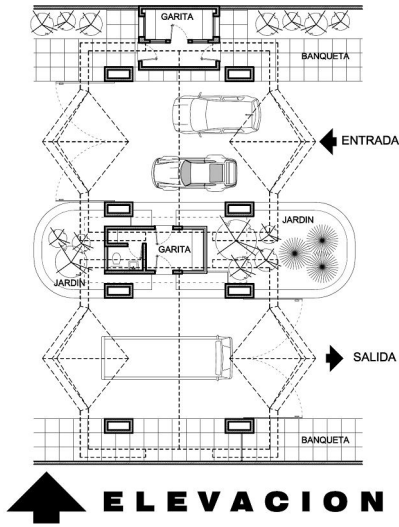 GARITA
BANQUETA
ENTRADA
JARDIN
GARITA
JARDIN
SALIDA
BANQUETA
ELEVACION